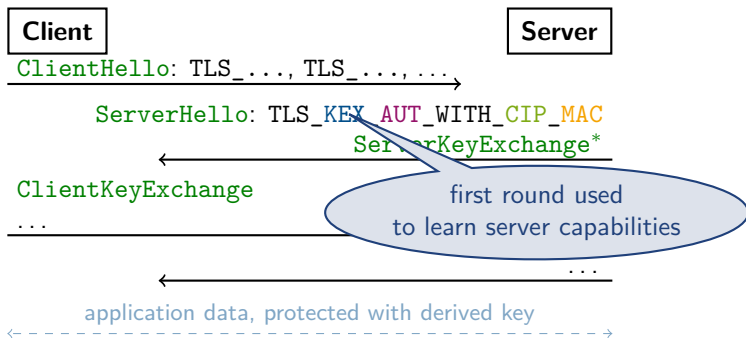 Client Server
ClientHello: TLS_..., TLS_..., ...
ServerHello: TLS_KEX_AUT_WITH_CIP_MAC
ServerKeyExchange*
ClientKeyExchange
first round used
to learn server capabilities
...
...
application data, protected with derived key